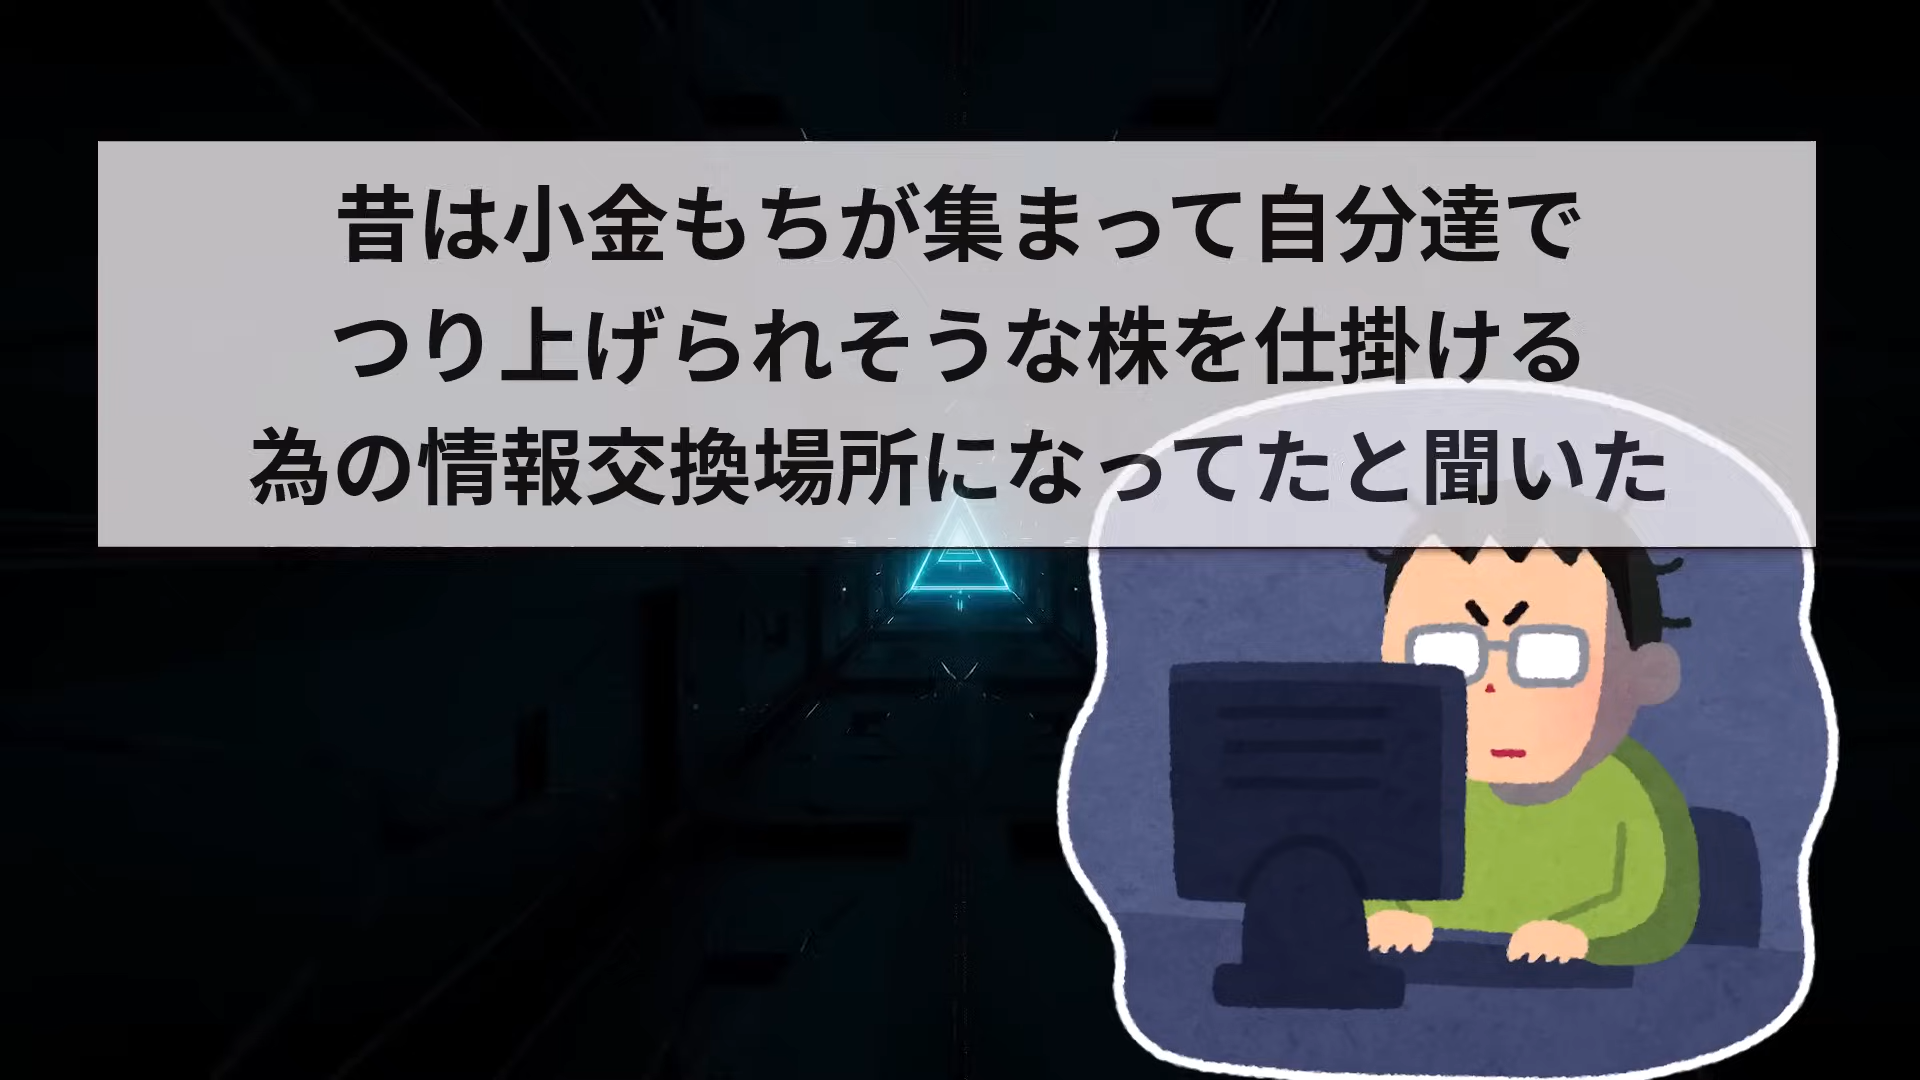 昔は小金もちが集まって自分達で
つり上げられそうな株を仕掛ける
為の情報交換場所になってたと聞いた